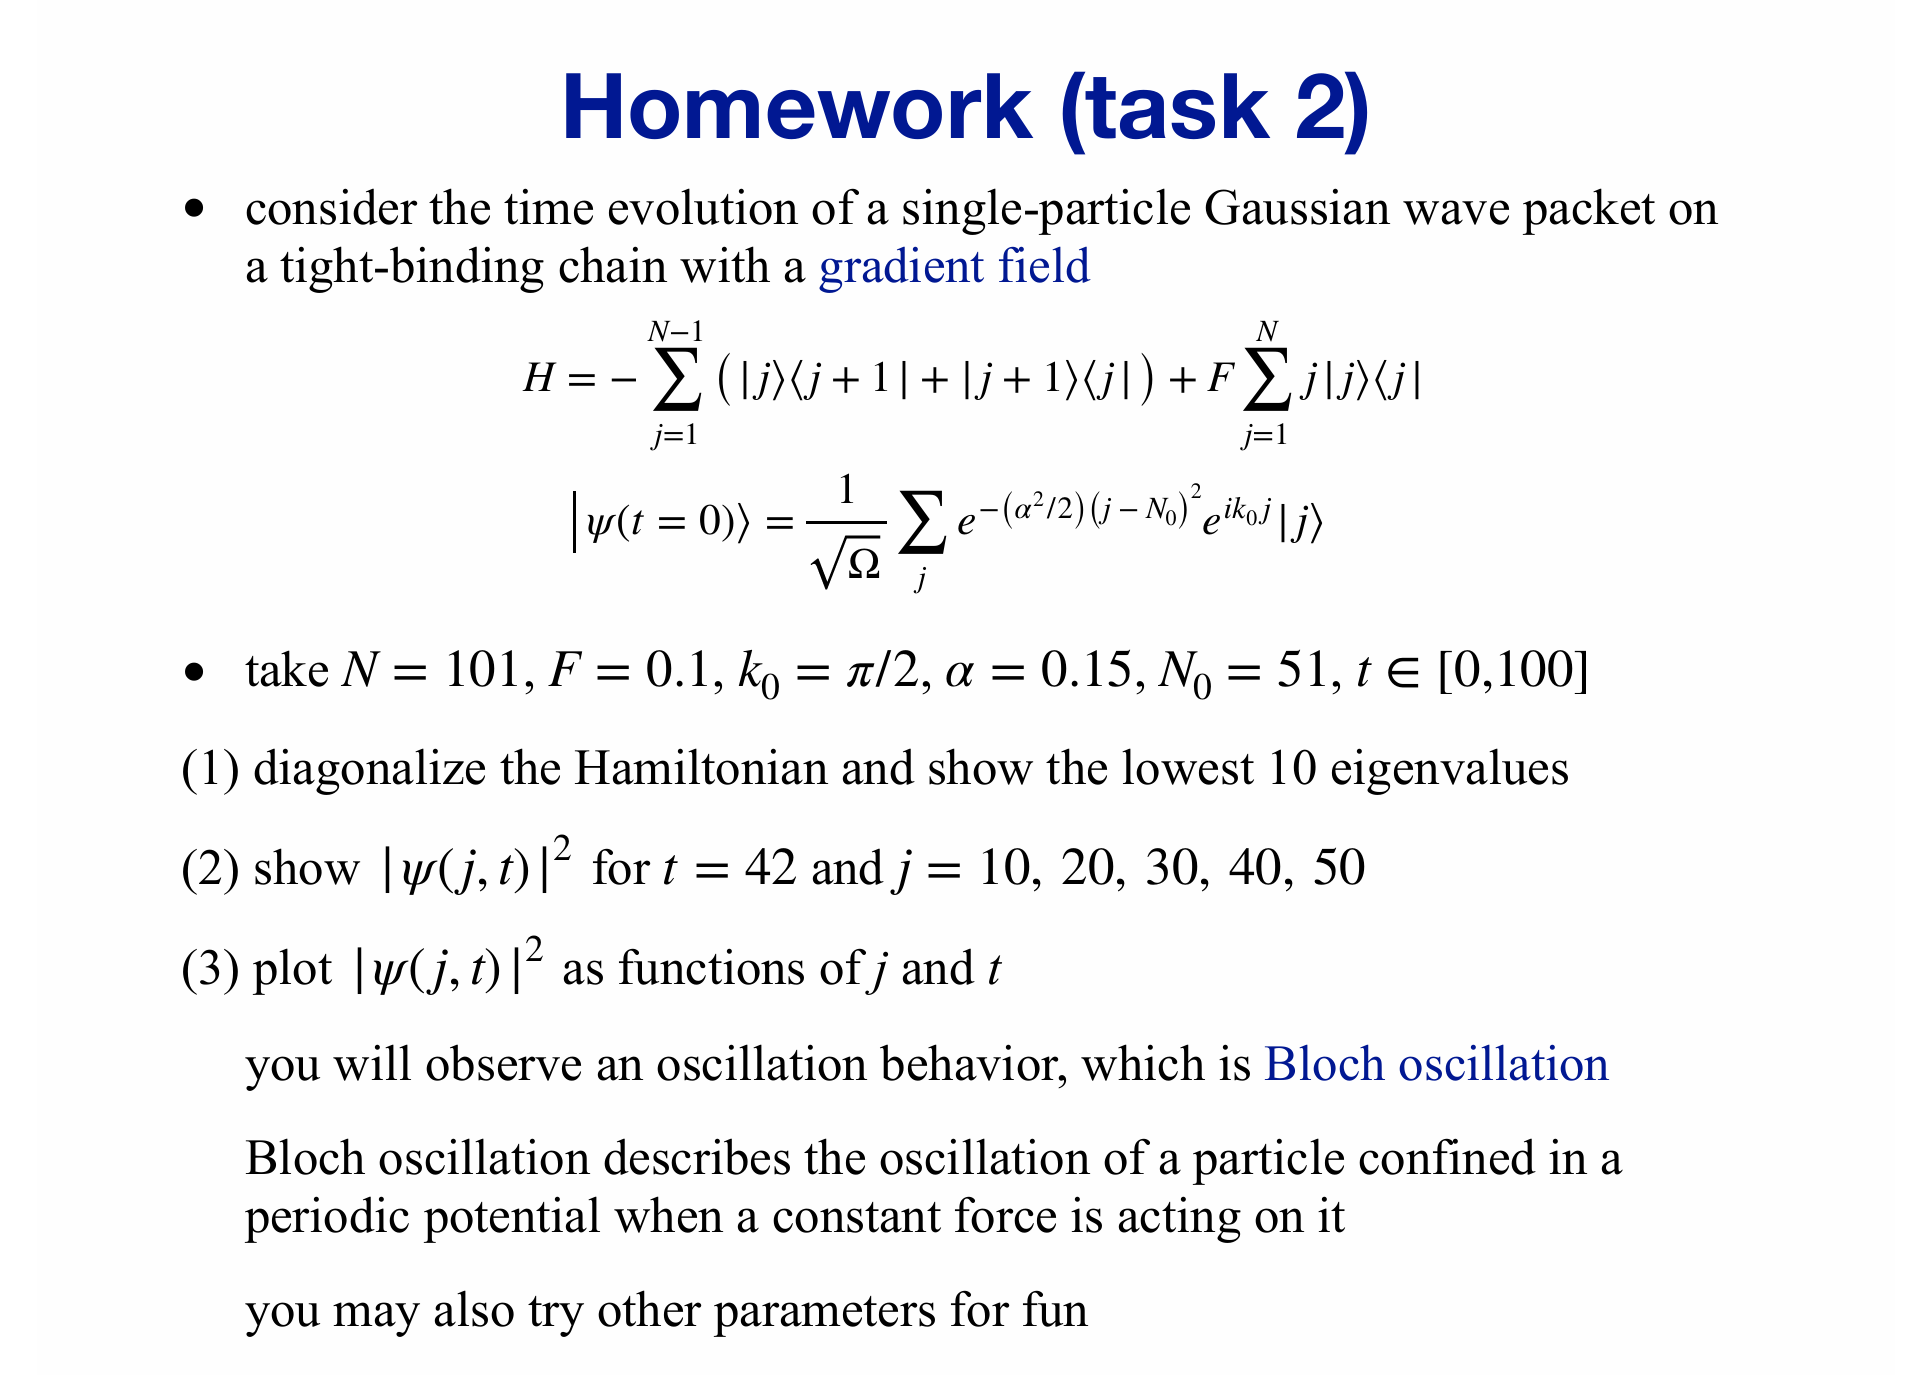 Homework (task 2)
• consider the time evolution of a single-particle Gaussian wave packet on
a tight-binding chain with a gradient field
$H = -\sum_{j=1}^{N-1} \left( |j\rangle\langle j+1| + |j+1\rangle\langle j| \right) + F \sum_{j=1}^{N} j|j\rangle\langle j|$
$\left|\psi(t=0)\right\rangle = \frac{1}{\sqrt{\Omega}} \sum_{j} e^{-(\alpha^2/2)(j-N_0)^2} e^{ik_0 j} |j\rangle$
• take $N = 101, F = 0.1, k_0 = \pi/2, \alpha = 0.15, N_0 = 51, t \in [0,100]$
(1) diagonalize the Hamiltonian and show the lowest 10 eigenvalues
(2) show $|\psi(j, t)|^2$ for $t = 42$ and $j = 10, 20, 30, 40, 50$
(3) plot $|\psi(j, t)|^2$ as functions of $j$ and $t$
you will observe an oscillation behavior, which is Bloch oscillation
Bloch oscillation describes the oscillation of a particle confined in a
periodic potential when a constant force is acting on it
you may also try other parameters for fun